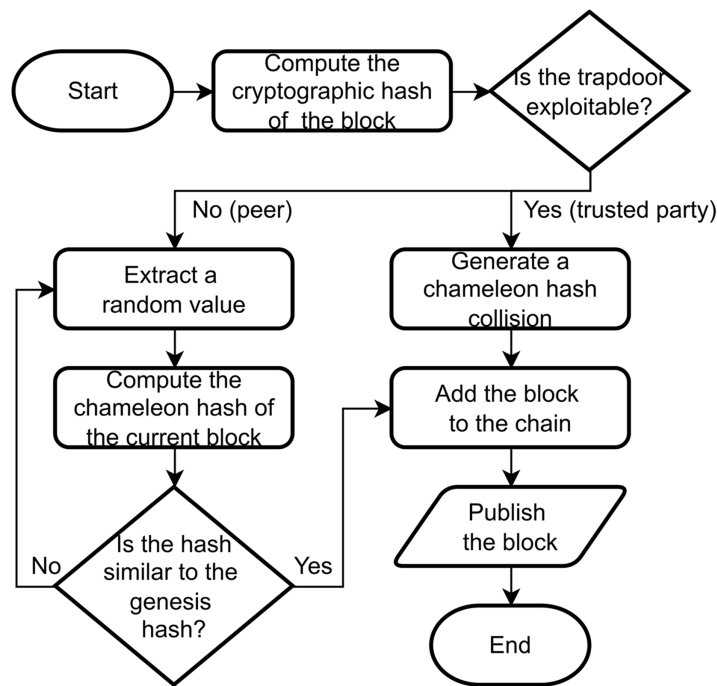 Start
Compute the
cryptographic hash
of the block
Is the trapdoor
exploitable?
No (peer)
Yes (trusted party)
Extract a
random value
Generate a
chameleon hash
collision
Compute the
chameleon hash of
the current block
Add the block
to the chain
Is the hash
similar to the
genesis
hash?
No
Yes
Publish
the block
End